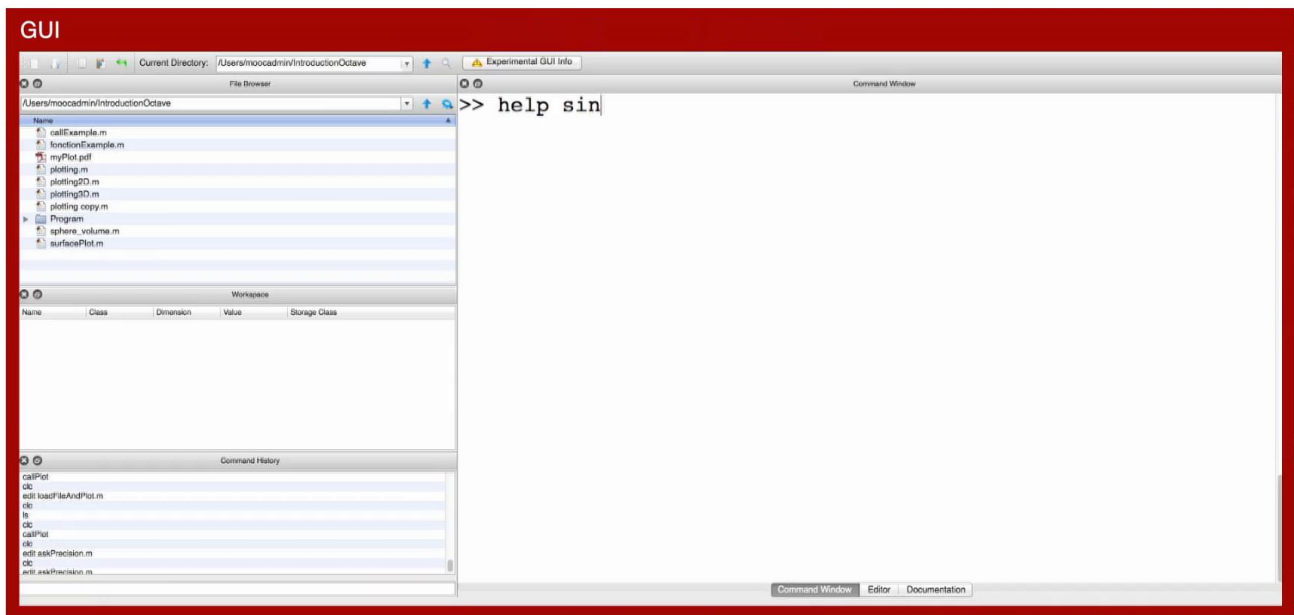 GUI
Current Directory: /Users/moocadmin/IntroductionOctave Experimental GUI Info
File Browser
/Users/moocadmin/IntroductionOctave
Name
callExample.m
fonctionExample.m
myPlot.pdf
plotting.m
plotting2D.m
plotting3D.m
plotting copy.m
Program
sphere_volume.m
surfacePlot.m
Workspace
Name Class Dimension Value Storage Class
Command History
callPlot
clc
edit loadFileAndPlot.m
clc
ls
clc
callPlot
clc
edit askPrecision.m
clc
edit askPrecision.m
Command Window
>> help sin
Command Window Editor Documentation